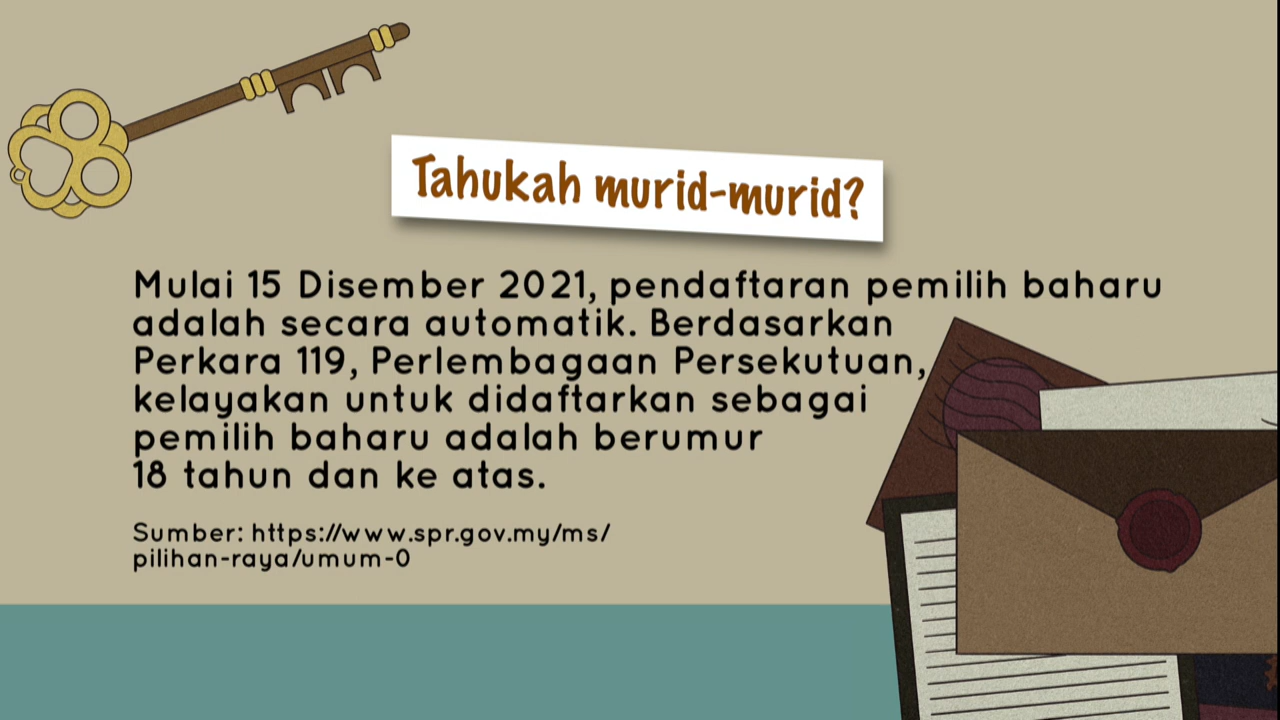 Tahukah murid-murid?
Mulai 15 Disember 2021, pendaftaran pemilih baharu
adalah secara automatik. Berdasarkan
Perkara 119, Perlembagaan Persekutuan,
kelayakan untuk didaftarkan sebagai
pemilih baharu adalah berumur
18 tahun dan ke atas.
Sumber: https://www.spr.gov.my/ms/
pilihan-raya/umum-0